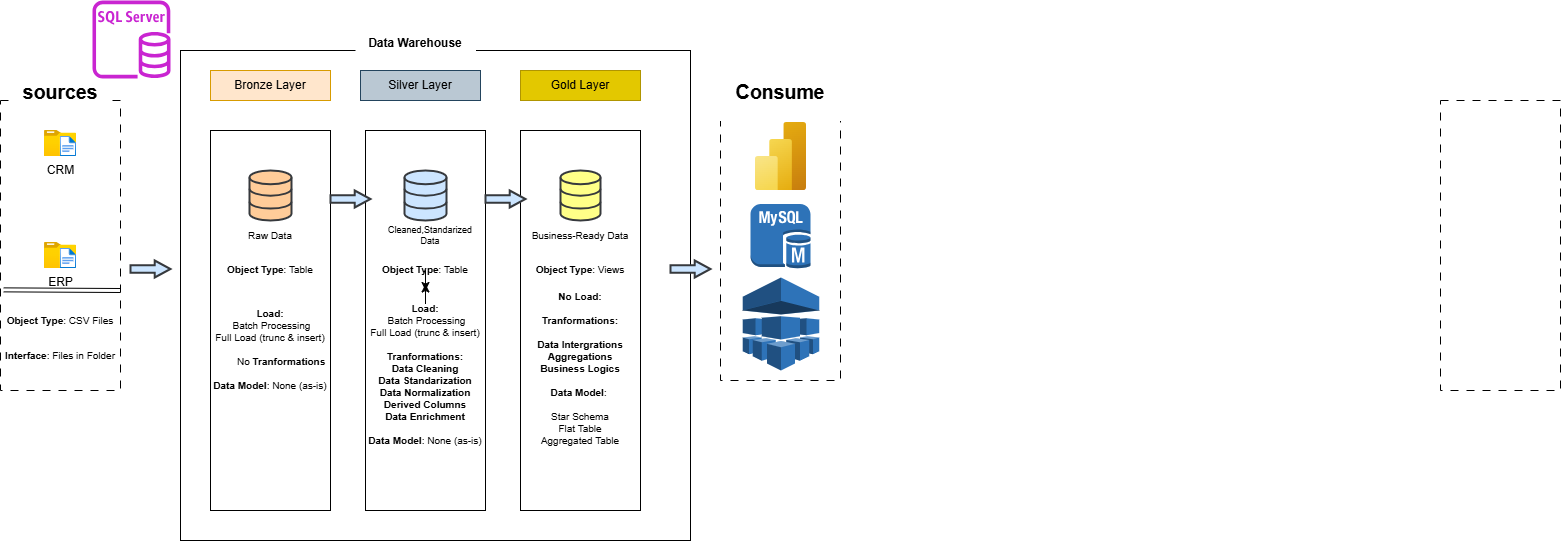 SQL Server
Data Warehouse
sources
Bronze Layer
Silver Layer
Gold Layer
Consume
CRM
ERP
Object Type: CSV Files
Interface: Files in Folder
Raw Data
Object Type: Table
Load:
Batch Processing
Full Load (trunc & insert)
No Tranformations
Data Model: None (as-is)
Cleaned,Standarized
Data
Object Type: Table
Load:
Batch Processing
Full Load (trunc & insert)
Tranformations:
Data Cleaning
Data Standarization
Data Normalization
Derived Columns
Data Enrichment
Data Model: None (as-is)
Business-Ready Data
Object Type: Views
No Load:
Tranformations:
Data Intergrations
Aggregations
Business Logics
Data Model:
Star Schema
Flat Table
Aggregated Table
MySQL
M